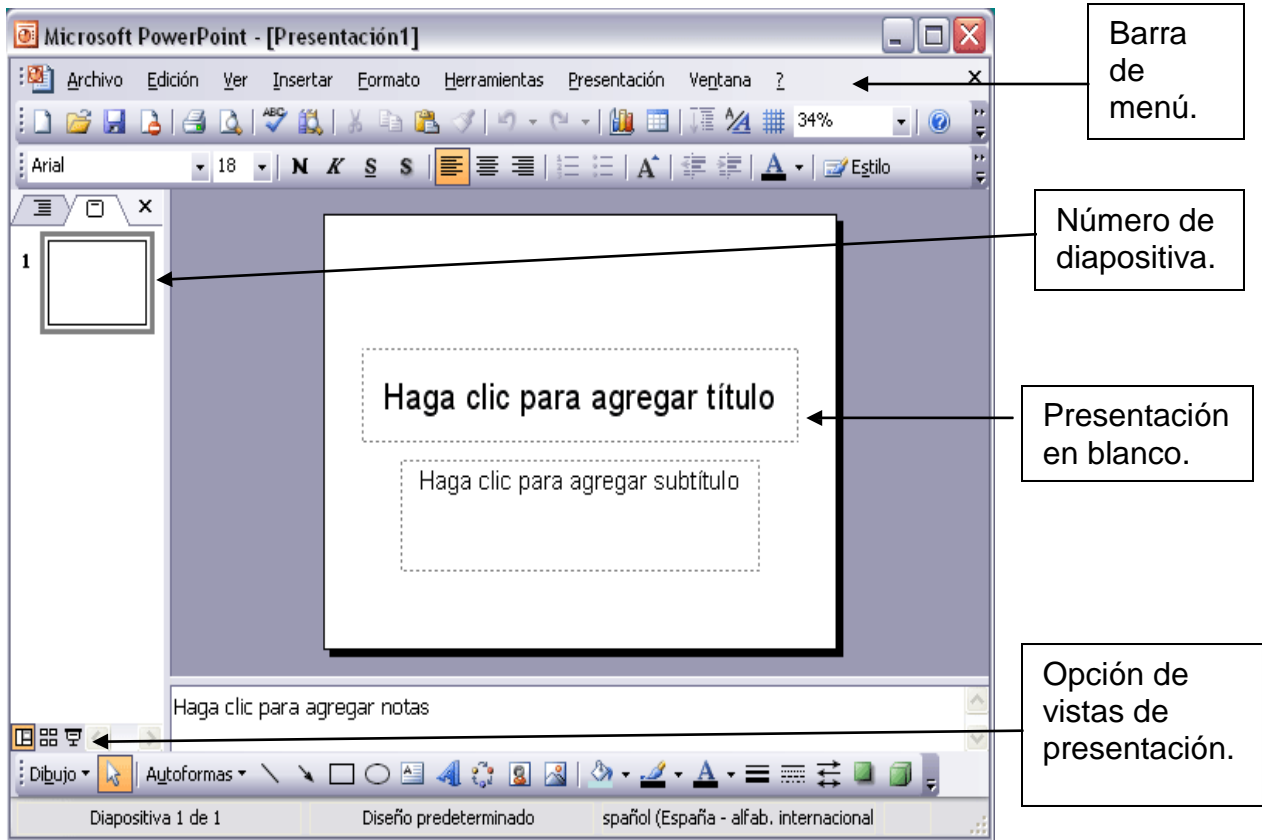 Microsoft PowerPoint - [Presentación1]
Barra
de
menú.
Archivo Edición Ver Insertar Formato Herramientas Presentación Ventana ?
ABC
34%
Arial 18 N K S S A A Estilo
Número de
diapositiva.
1
Haga clic para agregar título
Presentación
en blanco.
Haga clic para agregar subtítulo
Opción de
vistas de
presentación.
Haga clic para agregar notas
Dibujo Autoformas A A
Diapositiva 1 de 1 Diseño predeterminado spañol (España - alfab. internacional